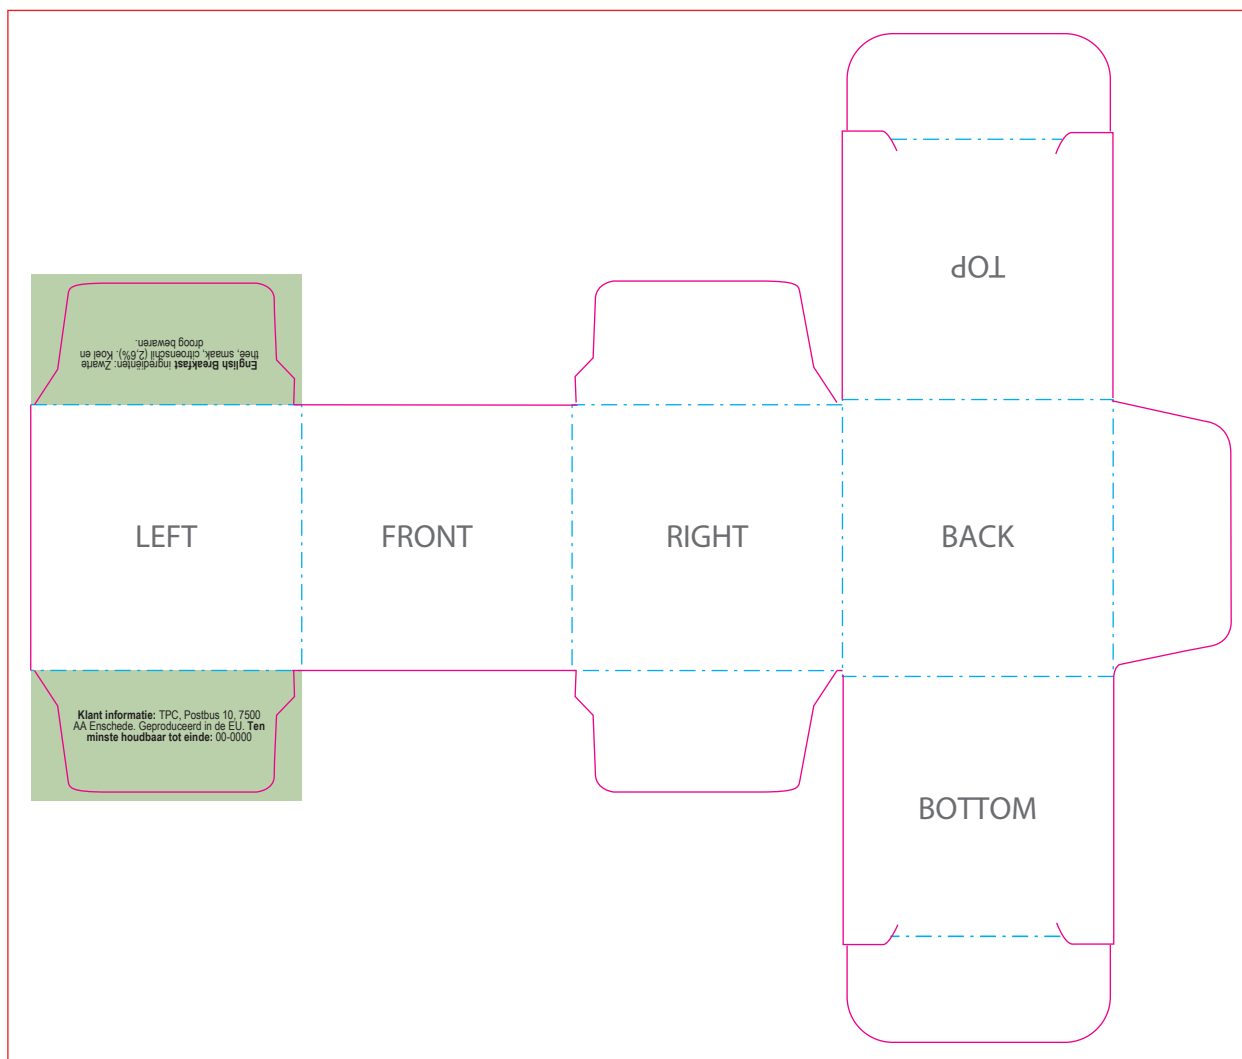 TOP
English Breakfast ingrediënten: Zwarte
thee, smaak, citroenschil (2,6%). Koel en
droog bewaren.
LEFT
FRONT
RIGHT
BACK
Klant informatie: TPC, Postbus 10, 7500
AA Enschede. Geproduceerd in de EU. Ten
minste houdbaar tot einde: 00-0000
BOTTOM